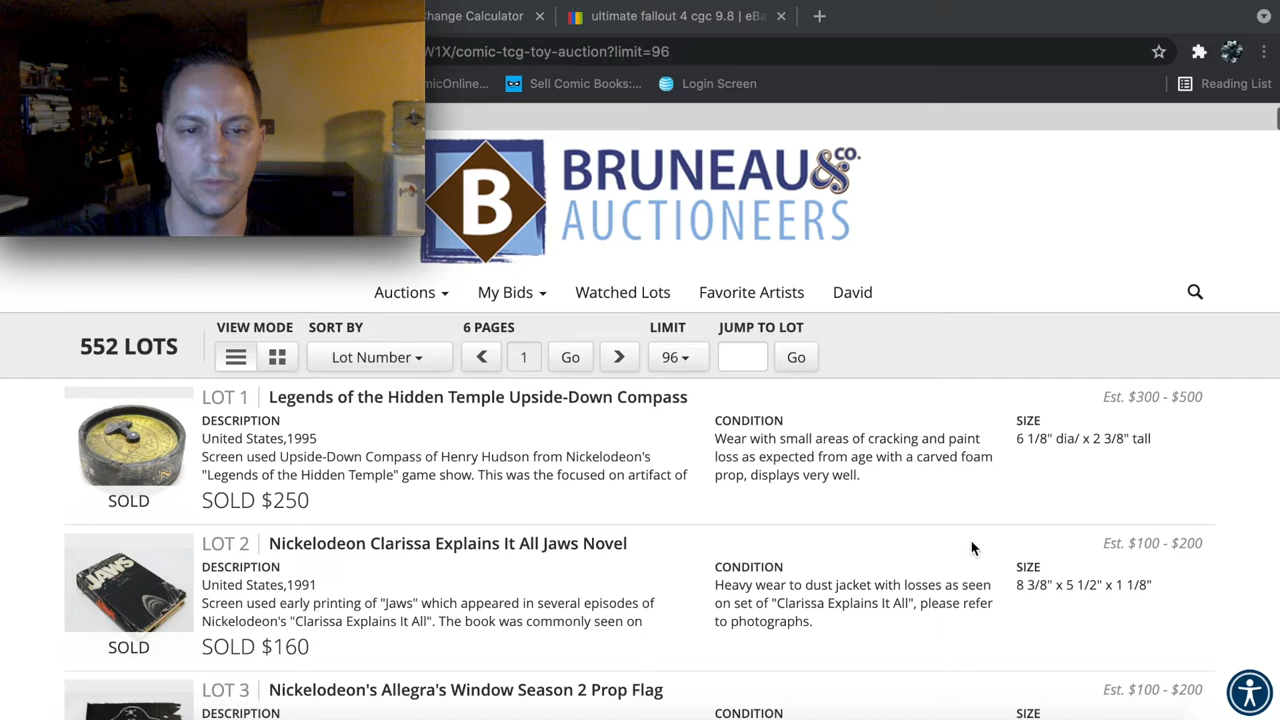 change Calculator
ultimate fallout 4 cgc 9.8 | eBa
W1X/comic-tcg-toy-auction?limit=96
micOnline...
Sell Comic Books:...
Login Screen
Reading List
B
BRUNEAU &CO.
AUCTIONEERS
Auctions
My Bids
Watched Lots
Favorite Artists
David
552 LOTS
VIEW MODE
SORT BY
6 PAGES
LIMIT
JUMP TO LOT
Lot Number
1
Go
96
Go
LOT 1
Legends of the Hidden Temple Upside-Down Compass
Est. $300 - $500
DESCRIPTION
CONDITION
SIZE
United States,1995
Wear with small areas of cracking and paint
6 1/8" dia/ x 2 3/8" tall
Screen used Upside-Down Compass of Henry Hudson from Nickelodeon's
loss as expected from age with a carved foam
"Legends of the Hidden Temple" game show. This was the focused on artifact of
prop, displays very well.
SOLD
SOLD $250
LOT 2
Nickelodeon Clarissa Explains It All Jaws Novel
Est. $100 - $200
DESCRIPTION
CONDITION
SIZE
United States,1991
Heavy wear to dust jacket with losses as seen
8 3/8" x 5 1/2" x 1 1/8"
Screen used early printing of "Jaws" which appeared in several episodes of
on set of "Clarissa Explains It All", please refer
Nickelodeon's "Clarissa Explains It All". The book was commonly seen on
to photographs.
JAWS
SOLD
SOLD $160
LOT 3
Nickelodeon's Allegra's Window Season 2 Prop Flag
Est. $100 - $200
DESCRIPTION
CONDITION
SIZE